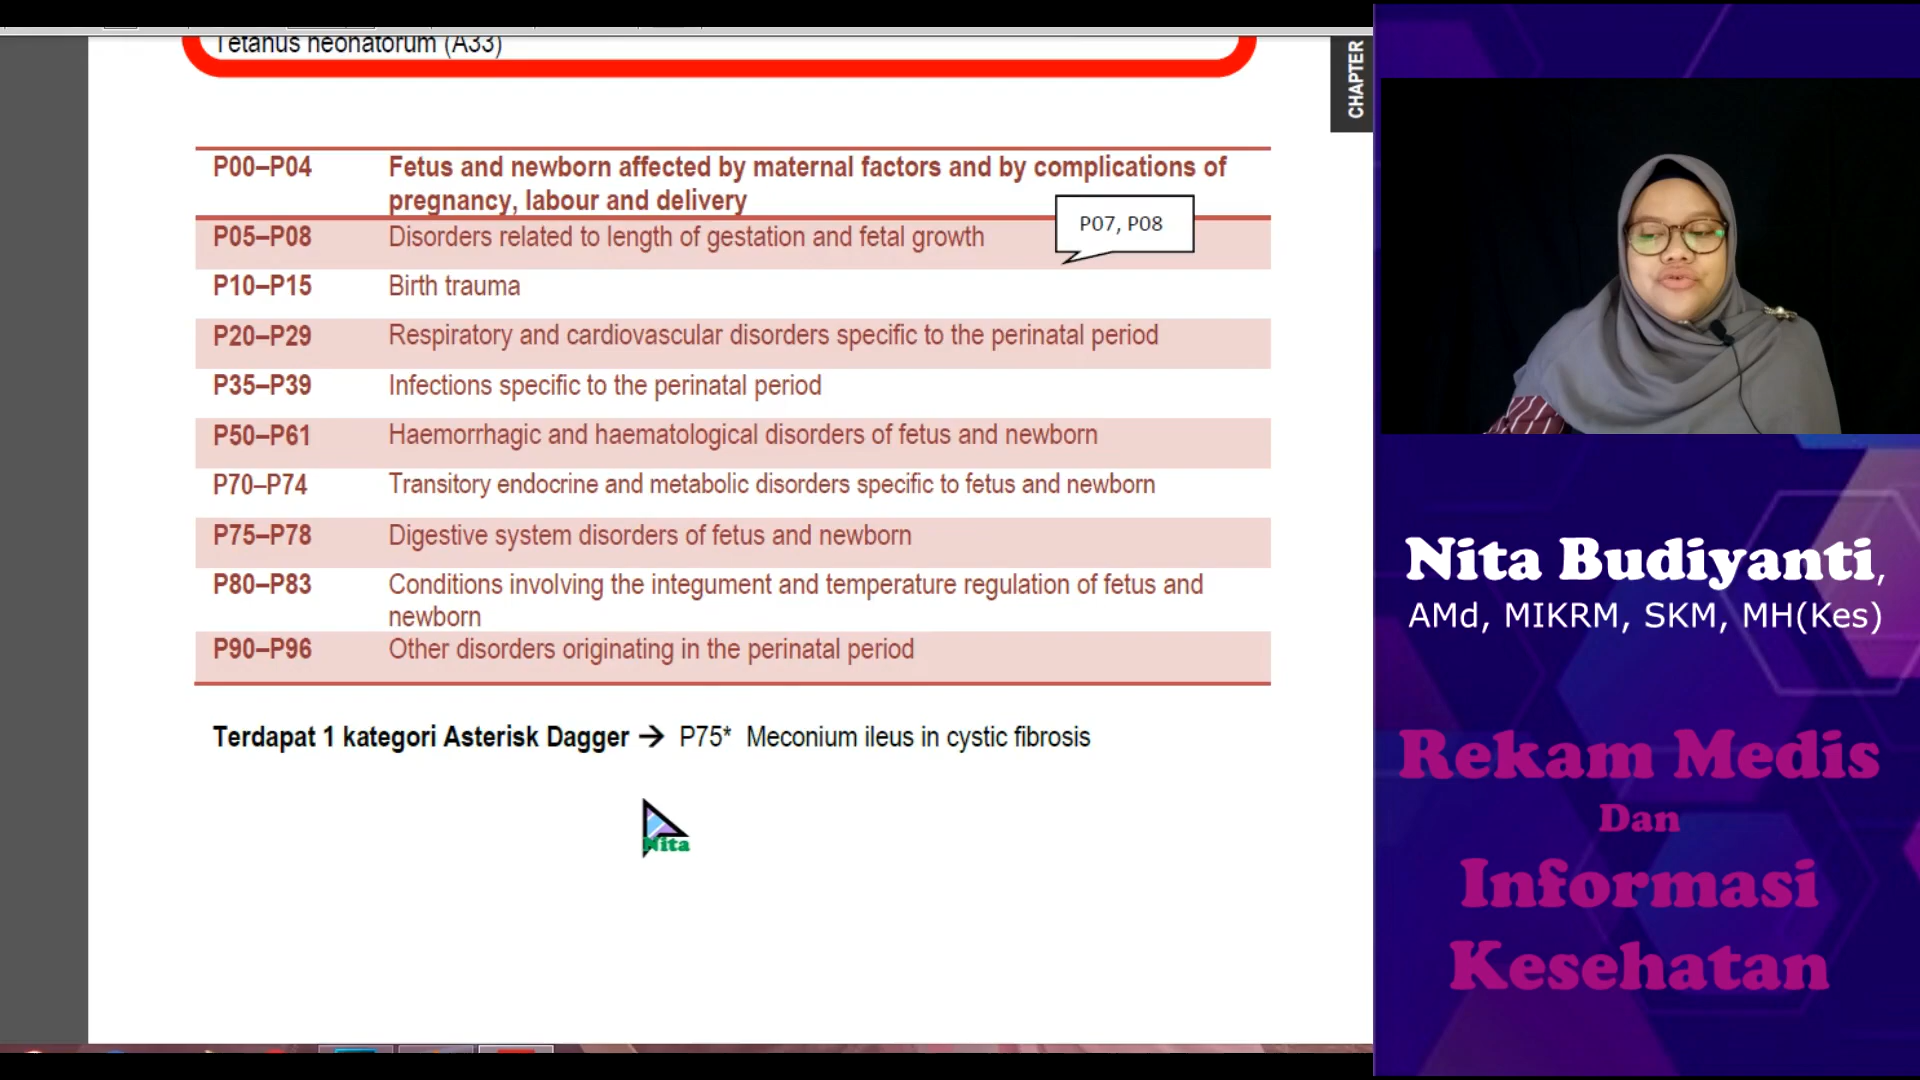 Tetanus neonatorum (A33)
CHAPTER
P00–P04 Fetus and newborn affected by maternal factors and by complications of
pregnancy, labour and delivery
P07, P08
P05–P08 Disorders related to length of gestation and fetal growth
P10–P15 Birth trauma
P20–P29 Respiratory and cardiovascular disorders specific to the perinatal period
P35–P39 Infections specific to the perinatal period
P50–P61 Haemorrhagic and haematological disorders of fetus and newborn
P70–P74 Transitory endocrine and metabolic disorders specific to fetus and newborn
P75–P78 Digestive system disorders of fetus and newborn
P80–P83 Conditions involving the integument and temperature regulation of fetus and
newborn
P90–P96 Other disorders originating in the perinatal period
Terdapat 1 kategori Asterisk Dagger → P75* Meconium ileus in cystic fibrosis
Nita
Nita Budiyanti,
AMd, MIKRM, SKM, MH(Kes)
Rekam Medis
Dan
Informasi
Kesehatan